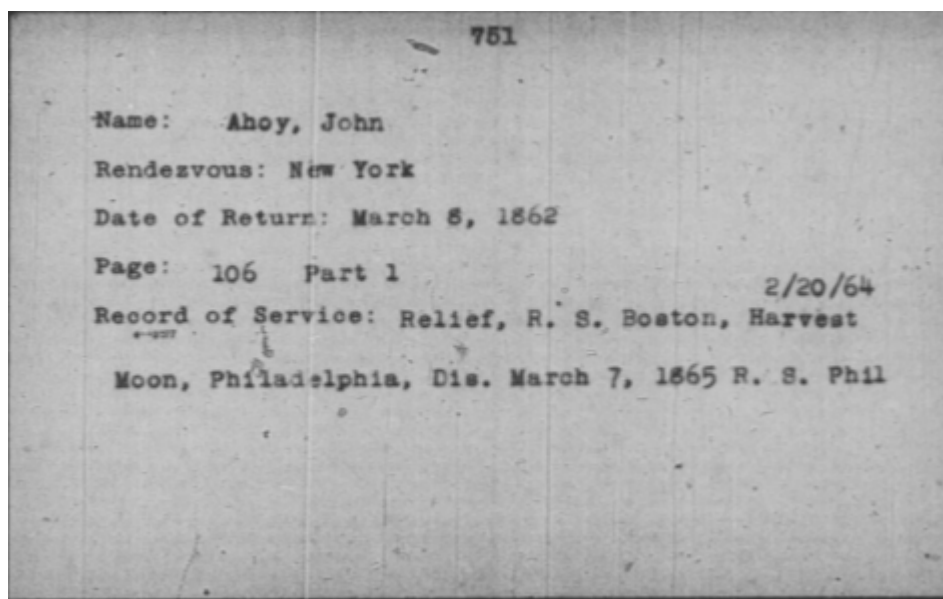 751
Name: Ahoy, John
Rendezvous: New York
Date of Return: March 8, 1862
Page: 106 Part 1
2/20/64
Record of Service: Relief, R. S. Boston, Harvest
Moon, Philadelphia, Dis. March 7, 1865 R. S. Phil